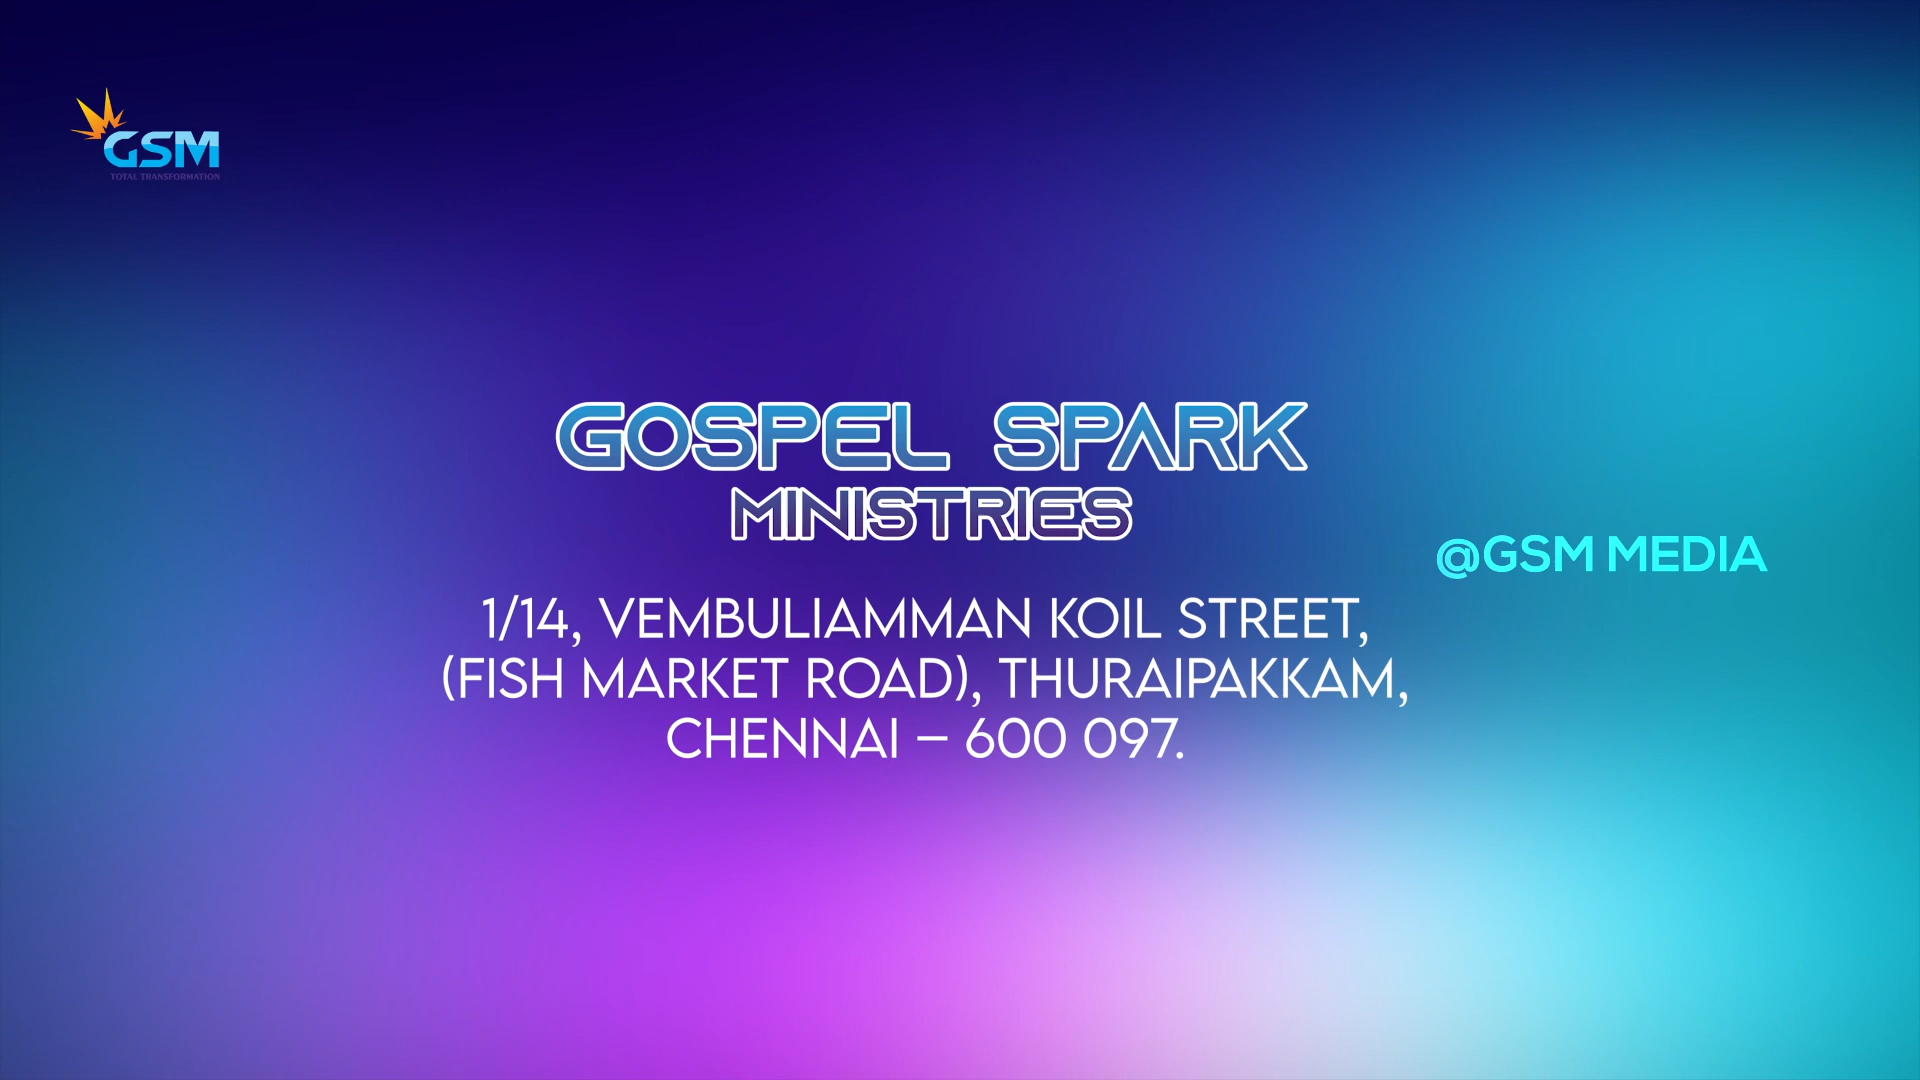 GSM
TOTAL TRANSFORMATION
GOSPEL SPARK
MINISTRIES
@GSM MEDIA
1/14, VEMBULIAMMAN KOIL STREET,
(FISH MARKET ROAD), THURAIPAKKAM,
CHENNAI – 600 097.